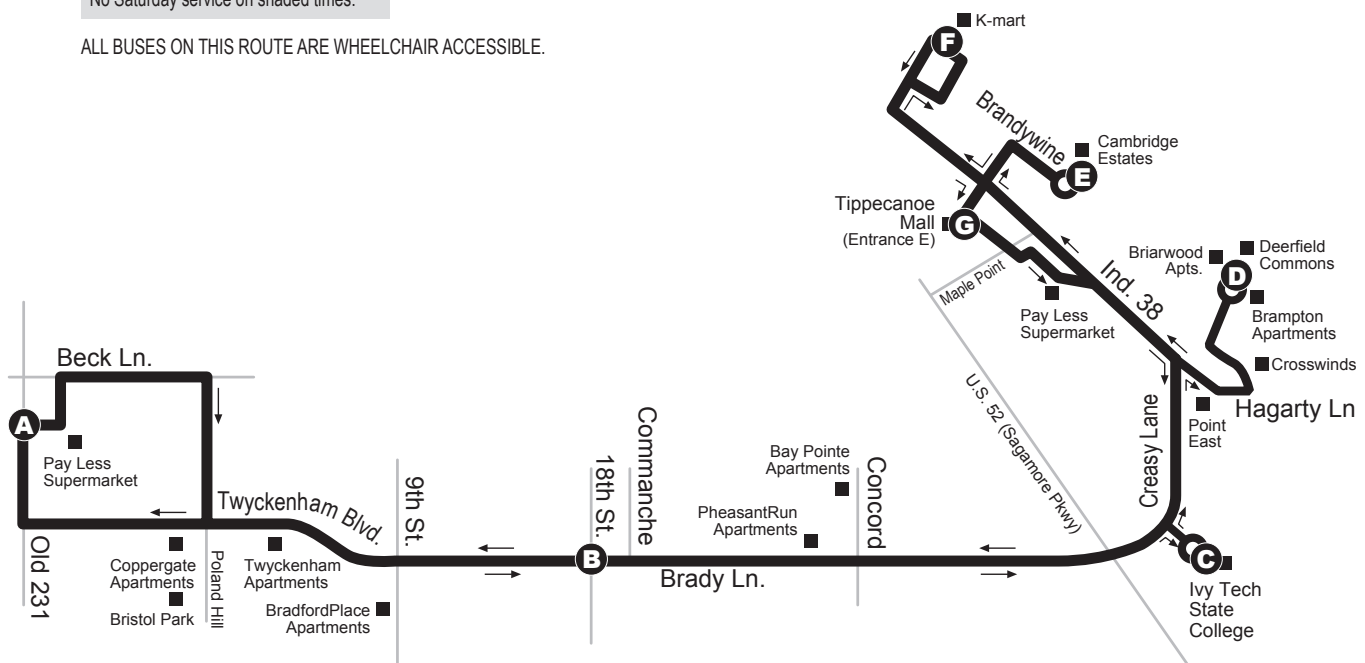 No Saturday service on shaded times.
ALL BUSES ON THIS ROUTE ARE WHEELCHAIR ACCESSIBLE.
K-mart
F
Brandywine
Cambridge
Estates
E
Tippecanoe
Mall
(Entrance E)
G
Briarwood
Apts.
Deerfield
Commons
D
Ind. 38
Maple Point
Pay Less
Supermarket
Brampton
Apartments
Crosswinds
Beck Ln.
A
Pay Less
Supermarket
U.S. 52 (Sagamore Pkwy)
Creasy Lane
Point
East
Hagarty Ln
Twyckenham Blvd.
9th St.
18th St.
Commanche
Bay Pointe
Apartments
Concord
PheasantRun
Apartments
Old 231
Coppergate
Apartments
Bristol Park
Poland Hill
Twyckenham
Apartments
BradfordPlace
Apartments
B
Brady Ln.
C
Ivy Tech
State
College